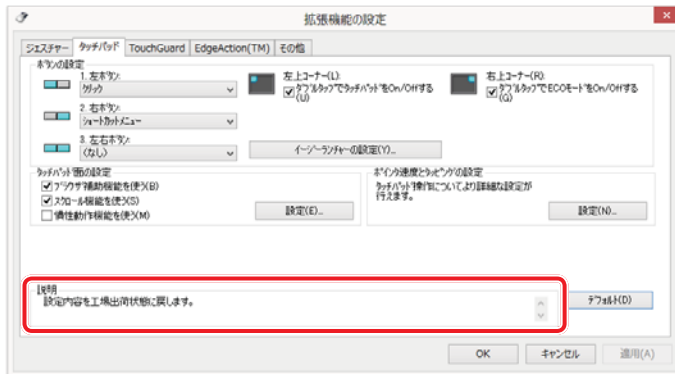 拡張機能の設定
ジェスチャー タッチパッド TouchGuard EdgeAction(TM) その他
ボタンの設定
1. 左ボタン:
クリック
2. 右ボタン:
ショートカットメニュー
3. 左右ボタン:
(なし)
左上コーナー(L):
ダブルタップでタッチパッドをOn/Offする
(U)
右上コーナー(R):
ダブルタップでECOモードをOn/Offする
(G)
イージーランチャーの設定(Y)...
タッチパッド面の設定
ブラウザ補助機能を使う(B)
スクロール機能を使う(S)
慣性動作機能を使う(M)
設定(E)...
ポインタ速度とタッピングの設定
タッチパッド操作についてより詳細な設定が
行えます。
設定(N)...
説明
設定内容を工場出荷状態に戻します。
デフォルト(D)
OK キャンセル 適用(A)